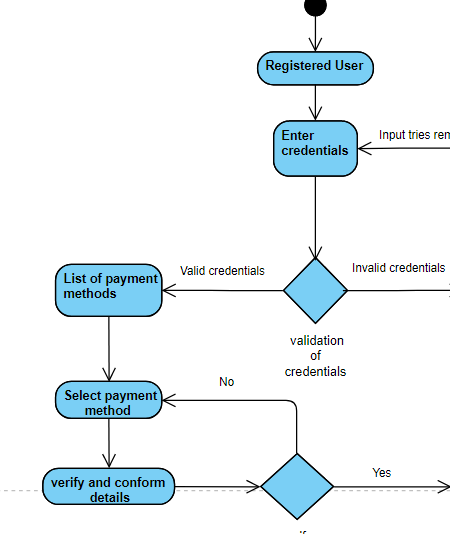 Registered User
Enter
credentials
Input tries
Valid credentials
Invalid credentials
List of payment
methods
validation
of
credentials
No
Select payment
method
verify and conform
details
Yes